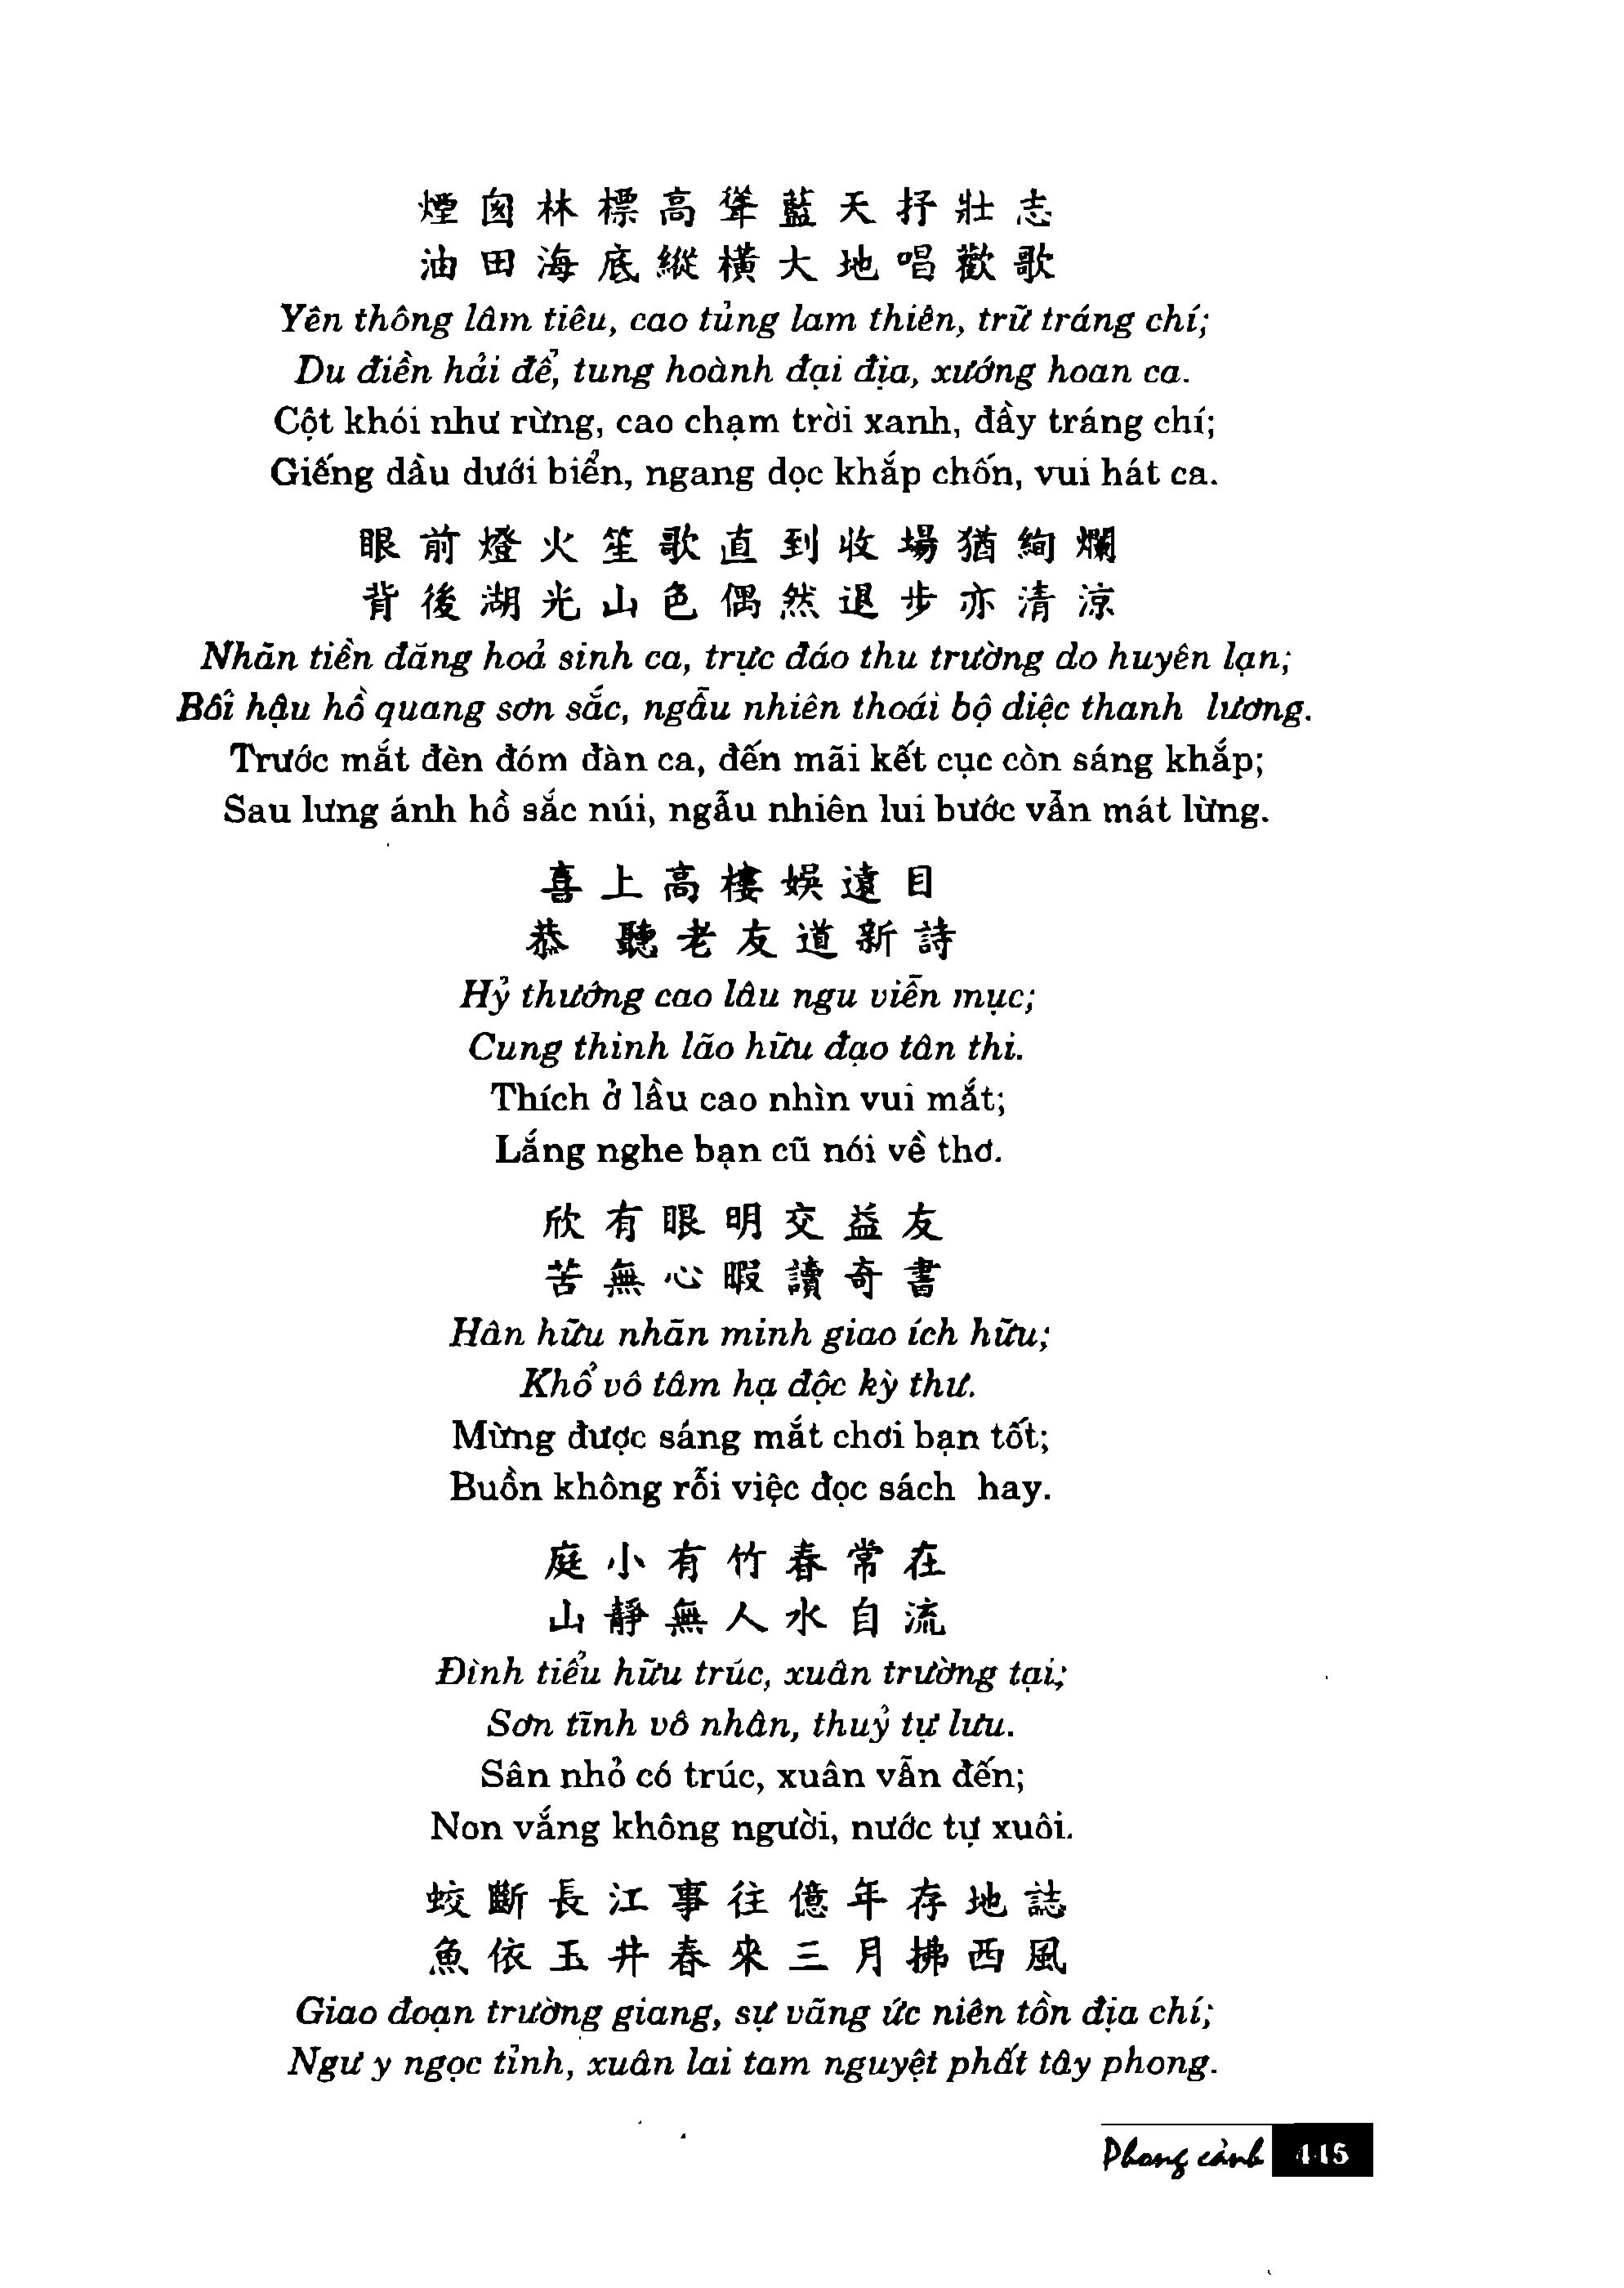 煙囪林標高聳藍天抒壯志
油田海底縱橫大地唱歡歌
Yên thông lâm tiêu, cao tủng lam thiên, trữ tráng chí;
Du điền hải để, tung hoành đại địa, xướng hoan ca.
Cột khói như rừng, cao chạm trời xanh, đầy tráng chí;
Giếng dầu dưới biển, ngang dọc khắp chốn, vui hát ca.
眼前燈火笙歌直到收場猶絢爛
背後湖光山色偶然退步亦清涼
Nhãn tiền đăng hoả sinh ca, trực đáo thu trường do huyên lạn;
Bối hậu hồ quang sơn sắc, ngẫu nhiên thoái bộ diệc thanh lương.
Trước mắt đèn đóm đàn ca, đến mãi kết cục còn sáng khắp;
Sau lưng ánh hồ sắc núi, ngẫu nhiên lui bước vẫn mát lừng.
喜上高樓娛遠目
恭聽老友道新詩
Hỷ thướng cao lâu ngu viễn mục;
Cung thinh lão hữu đạo tân thi.
Thích ở lầu cao nhìn vui mắt;
Lắng nghe bạn cũ nói về thơ.
欣有眼明交益友
苦無心暇讀奇書
Hân hữu nhãn minh giao ích hữu;
Khổ vô tâm hạ độc kỳ thư.
Mừng được sáng mắt chơi bạn tốt;
Buồn không rỗi việc đọc sách hay.
庭小有竹春常在
山靜無人水自流
Đình tiểu hữu trúc, xuân trường tại;
Sơn tĩnh vô nhân, thuỷ tự lưu.
Sân nhỏ có trúc, xuân vẫn đến;
Non vắng không người, nước tự xuôi.
蛟斷長江事往億年存地誌
魚依玉井春來三月拂西風
Giao đoạn trường giang, sự vãng ức niên tồn địa chí;
Ngư y ngọc tỉnh, xuân lai tam nguyệt phất tây phong.
Phong cảnh 445